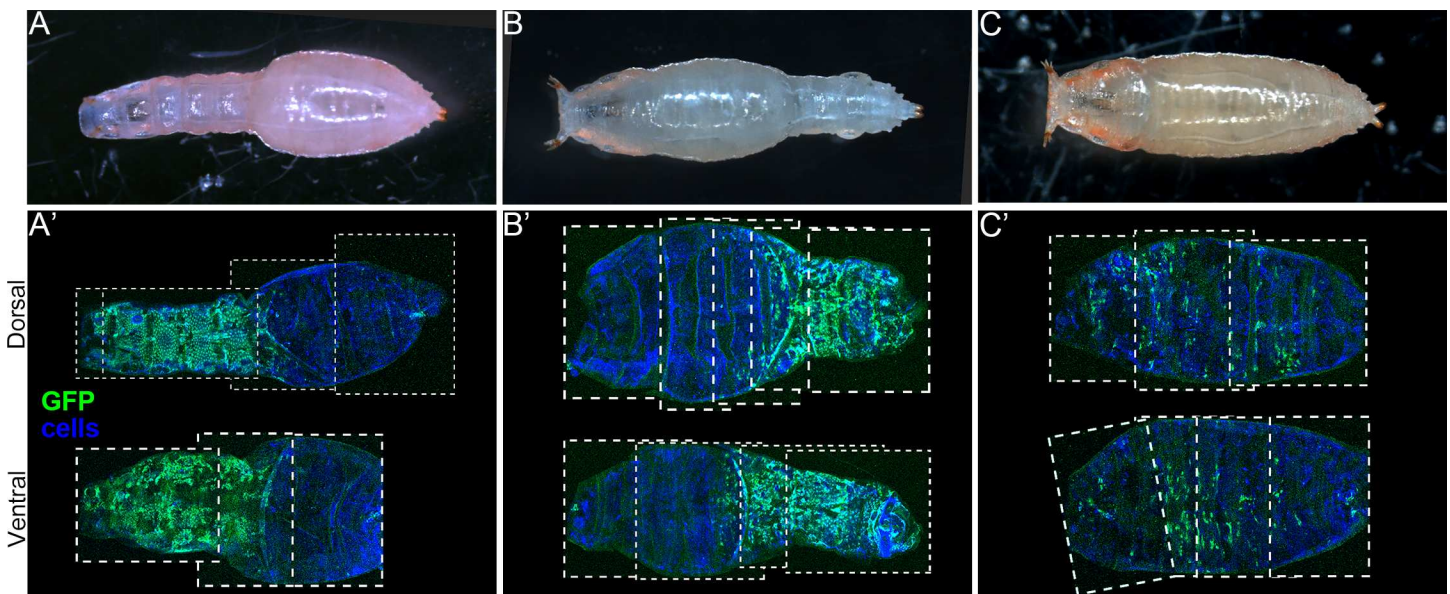 A
B
C
A’
B’
C’
Dorsal
GFP
cells
Ventral